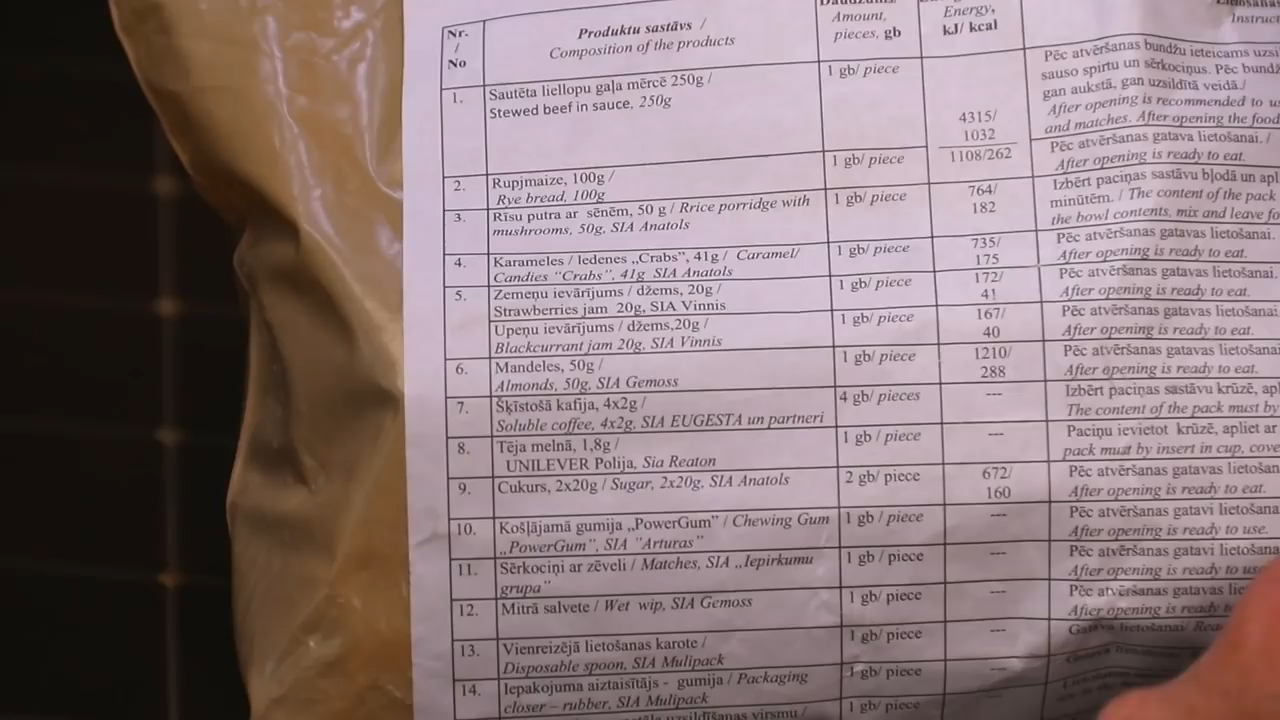 Nr. / No
Produktu sastāvs /
Composition of the products
Amount,
pieces, gb
Energy,
kJ/ kcal
Instruct
1.
Sautēta liellopu gaļa mērcē 250g /
Stewed beef in sauce, 250g
1 gb/ piece
4315/
1032
Pēc atvēršanas bundžu ieteicams uzsi
sauso spirtu un sērkociņus. Pēc bundž
gan aukstā, gan uzsildītā veidā./
After opening is recommended to u
and matches. After opening the food
2.
Rupjmaize, 100g /
Rye bread, 100g
1 gb/ piece
1108/262
Pēc atvēršanas gatava lietošanai. /
After opening is ready to eat.
3.
Rīsu putra ar sēnēm, 50 g / Rrice porridge with
mushrooms, 50g, SIA Anatols
1 gb/ piece
764/
182
Izbērt paciņas sastāvu bļodā un apl
minūtēm. / The content of the pack
the bowl contents, mix and leave fo
4.
Karameles / ledenes „Crabs”, 41g / Caramel/
Candies “Crabs”, 41g SIA Anatols
1 gb/ piece
735/
175
Pēc atvēršanas gatavas lietošanai.
After opening is ready to eat.
5.
Zemeņu ievārījums / džems, 20g /
Strawberries jam 20g, SIA Vinnis
1 gb/ piece
172/
41
Pēc atvēršanas gatavas lietošanai.
After opening is ready to eat.
Upeņu ievārījums / džems,20g /
Blackcurrant jam 20g, SIA Vinnis
1 gb/ piece
167/
40
Pēc atvēršanas gatavas lietošanai
After opening is ready to eat.
6.
Mandeles, 50g /
Almonds, 50g, SIA Gemoss
1 gb/ piece
1210/
288
Pēc atvēršanas gatavas lietošanai
After opening is ready to eat.
7.
Šķīstošā kafija, 4x2g /
Soluble coffee, 4x2g, SIA EUGESTA un partneri
4 gb/ pieces
---
Izbērt paciņas sastāvu krūzē, apl
The content of the pack must by
8.
Tēja melnā, 1,8g /
UNILEVER Polija, Sia Reaton
1 gb / piece
---
Paciņu ievietot krūzē, apliet ar
pack must by insert in cup, cove
9.
Cukurs, 2x20g / Sugar, 2x20g, SIA Anatols
2 gb/ piece
672/
160
Pēc atvēršanas gatavas lietošan
After opening is ready to eat.
10.
Košļājamā gumija „PowerGum” / Chewing Gum
„PowerGum”, SIA ”Arturas”
1 gb / piece
---
Pēc atvēršanas gatavi lietošana
After opening is ready to use.
11.
Sērkociņi ar zēveli / Matches, SIA „Iepirkumu
grupa”
1 gb/ piece
---
Pēc atvēršanas gatavi lietošana
After opening is ready to us
12.
Mitrā salvete / Wet wip, SIA Gemoss
1 gb/ piece
---
Pēc atvēršanas gatavas lie
After opening is ready t
13.
Vienreizējā lietošanas karote /
Disposable spoon, SIA Mulipack
1 gb/ piece
---
Gatava lietošanai/ Rea
14.
Iepakojuma aiztaisītājs - gumija / Packaging
closer – rubber, SIA Mulipack
1 gb/ piece
---
uzsildīšanas virsmu /
1 gb/ piece